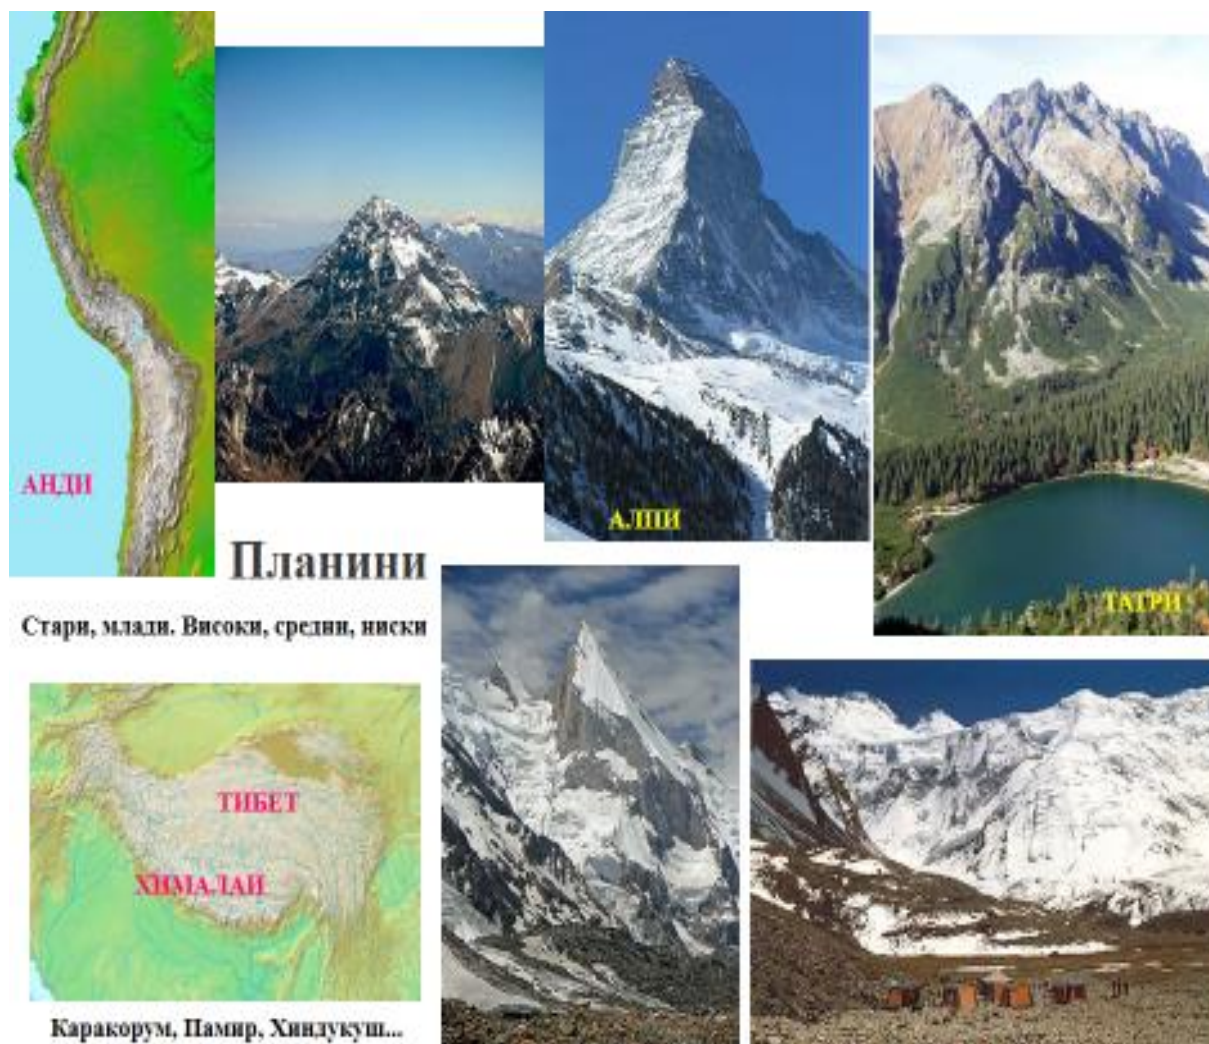 АНДИ
АЛПИ
ТАТРИ
Планини
Стари, млади. Високи, средни, ниски
ТИБЕТ
ХИМАЛАИ
Каракорум, Памир, Хиндукуш...